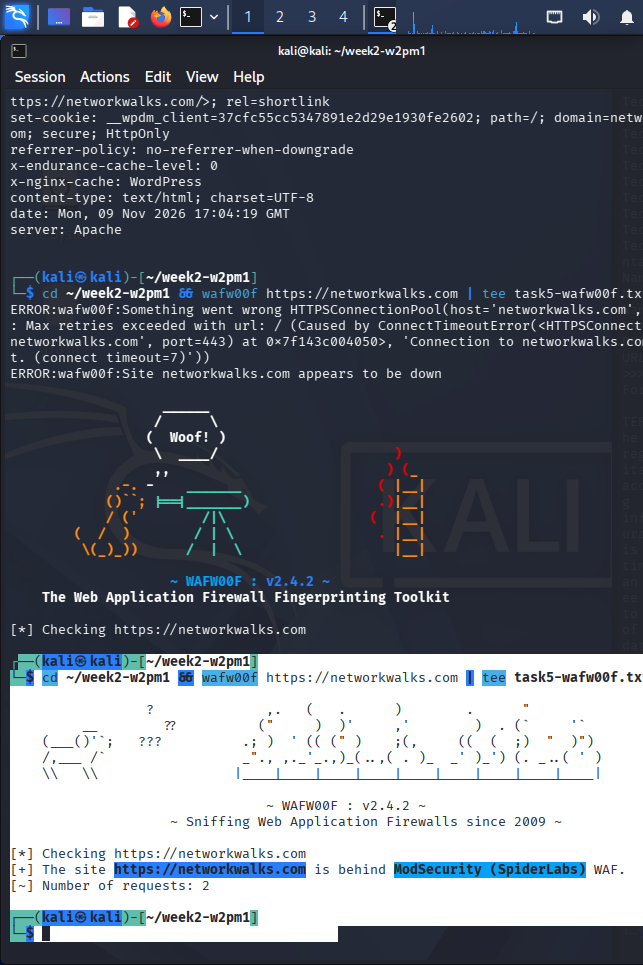 1 2 3 4 2
kali@kali: ~/week2-w2pm1
Session Actions Edit View Help
ttps://networkwalks.com/>; rel=shortlink
set-cookie: __wpdm_client=37cfc55cc5347891e2d29e1930fe2602; path=/; domain=netw
om; secure; HttpOnly
referrer-policy: no-referrer-when-downgrade
x-endurance-cache-level: 0
x-nginx-cache: WordPress
content-type: text/html; charset=UTF-8
date: Mon, 09 Nov 2026 17:04:19 GMT
server: Apache
┌──(kali㉿kali)-[~/week2-w2pm1]
└─$ cd ~/week2-w2pm1 && wafw00f https://networkwalks.com | tee task5-wafw00f.tx
ERROR:wafw00f:Something went wrong HTTPSConnectionPool(host='networkwalks.com',
: Max retries exceeded with url: / (Caused by ConnectTimeoutError(<HTTPSConnect
networkwalks.com', port=443) at 0×7f143c004050>, 'Connection to networkwalks.co
t. (connect timeout=7)'))
ERROR:wafw00f:Site networkwalks.com appears to be down
Woof!
KALI
~ WAFW00F : v2.4.2 ~
The Web Application Firewall Fingerprinting Toolkit
[*] Checking https://networkwalks.com
┌──(kali㉿kali)-[~/week2-w2pm1]
└─$ cd ~/week2-w2pm1 && wafw00f https://networkwalks.com | tee task5-wafw00f.tx
~ WAFW00F : v2.4.2 ~
~ Sniffing Web Application Firewalls since 2009 ~
[*] Checking https://networkwalks.com
[+] The site https://networkwalks.com is behind ModSecurity (SpiderLabs) WAF.
[~] Number of requests: 2
┌──(kali㉿kali)-[~/week2-w2pm1]
└─$